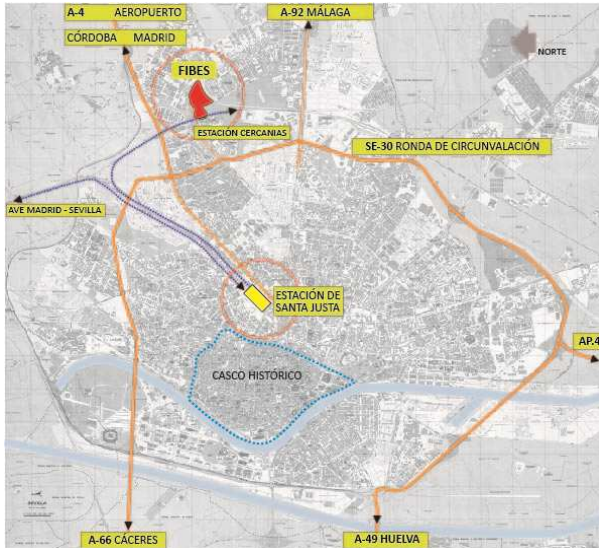 A-4 AEROPUERTO
CÓRDOBA MADRID
A-92 MÁLAGA
NORTE
FIBES
ESTACIÓN CERCANIAS
SE-30 RONDA DE CIRCUNVALACIÓN
AVE MADRID - SEVILLA
ESTACIÓN DE
SANTA JUSTA
AP.4
CASCO HISTÓRICO
SEVILLA
A-66 CÁCERES
A-49 HUELVA